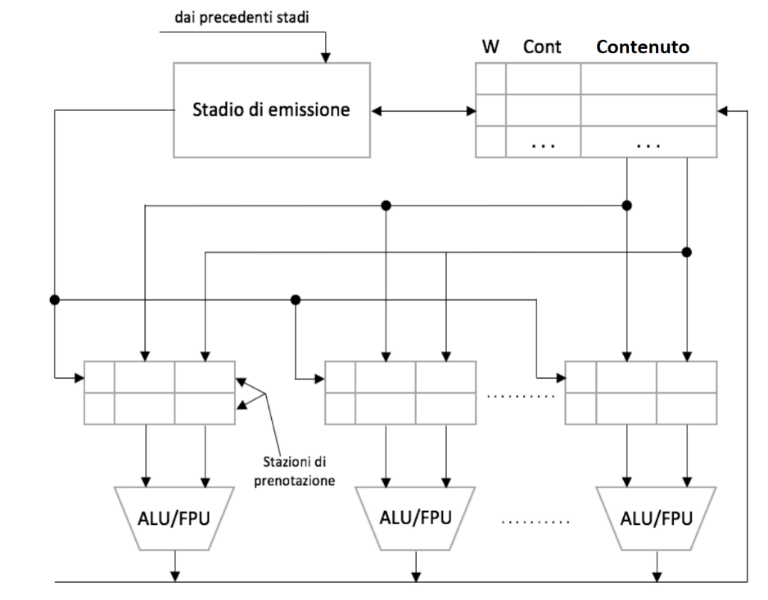 dai precedenti stadi
W Cont Contenuto
Stadio di emissione
... ...
..........
Stazioni di
prenotazione
ALU/FPU ALU/FPU .......... ALU/FPU